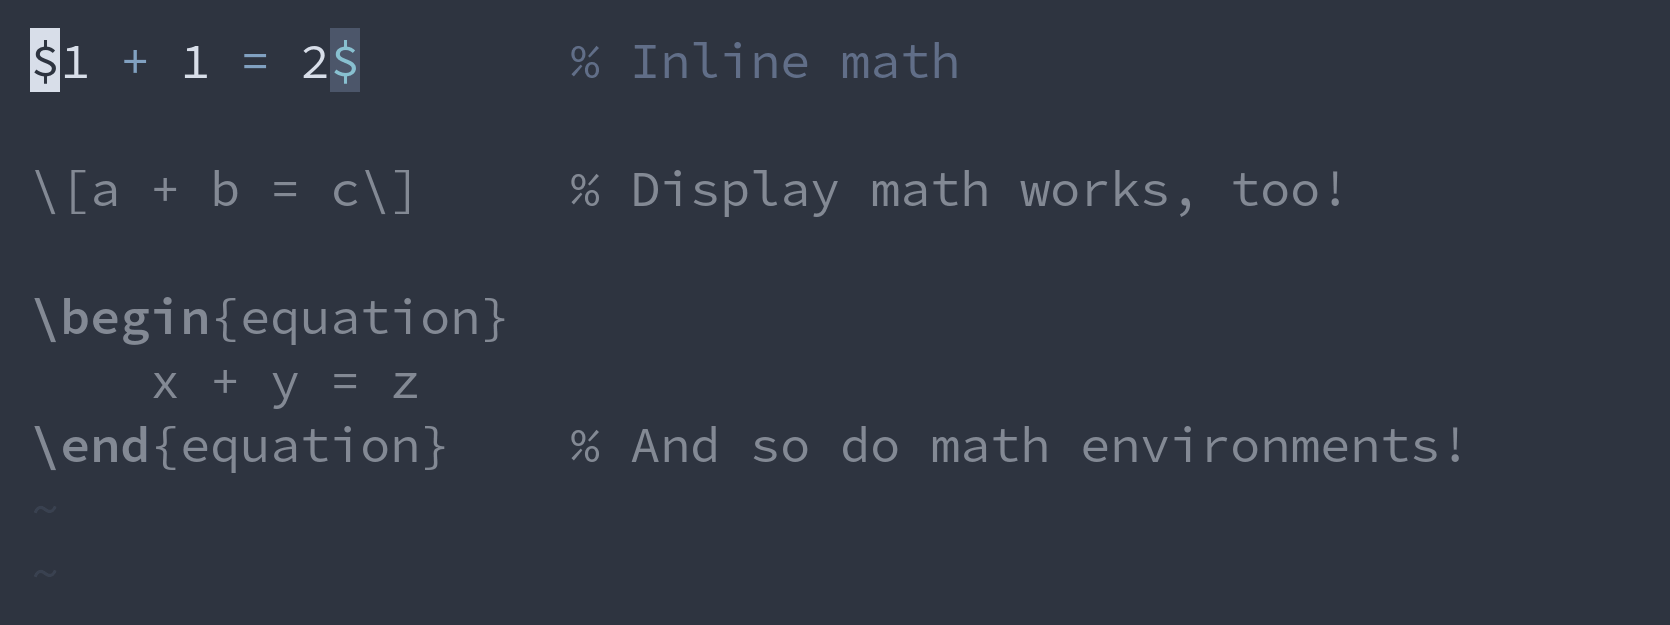 $1 + 1 = 2$       % Inline math
\[a + b = c\]     % Display math works, too!
\begin{equation}
    x + y = z
\end{equation}    % And so do math environments!
~
~